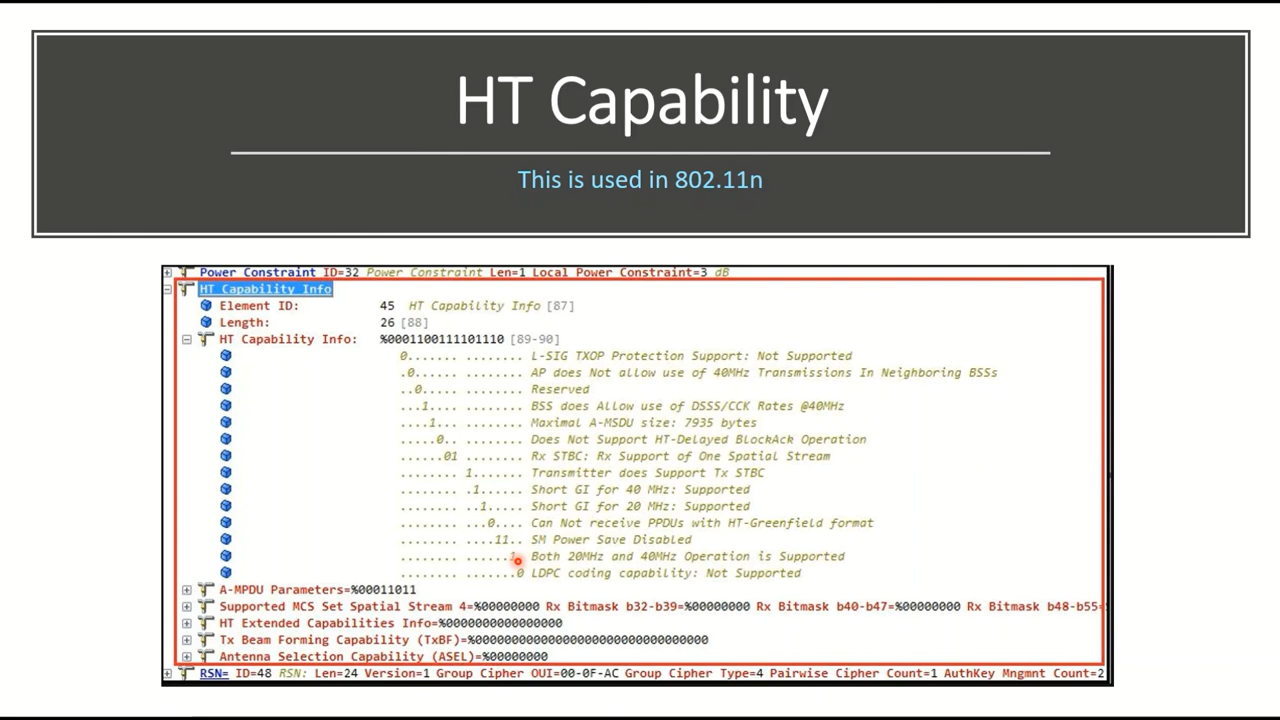 HT Capability
This is used in 802.11n
Power Constraint ID=32 Power Constraint Len=1 Local Power Constraint=3 dB
HT Capability Info
Element ID: 45 HT Capability Info [87]
Length: 26 [88]
HT Capability Info: %0001100111101110 [89-90]
0....... ........ L-SIG TXOP Protection Support: Not Supported
.0...... ........ AP does Not allow use of 40MHz Transmissions In Neighboring BSSs
..0..... ........ Reserved
...1.... ........ BSS does Allow use of DSSS/CCK Rates @40MHz
....1... ........ Maximal A-MSDU size: 7935 bytes
.....0.. ........ Does Not Support HT-Delayed BlockAck Operation
......01 ........ Rx STBC: Rx Support of One Spatial Stream
........ 1....... Transmitter does Support Tx STBC
........ .1...... Short GI for 40 MHz: Supported
........ ..1..... Short GI for 20 MHz: Supported
........ ...0.... Can Not receive PPDUs with HT-Greenfield format
........ ....11.. SM Power Save Disabled
........ ......1. Both 20MHz and 40MHz Operation is Supported
........ .......0 LDPC coding capability: Not Supported
A-MPDU Parameters=%00011011
Supported MCS Set Spatial Stream 4=%00000000 Rx Bitmask b32-b39=%00000000 Rx Bitmask b40-b47=%00000000 Rx Bitmask b48-b55=
HT Extended Capabilities Info=%0000000000000000
Tx Beam Forming Capability (TxBF)=%00000000000000000000000000000000
Antenna Selection Capability (ASEL)=%00000000
RSN= ID=48 RSN: Len=24 Version=1 Group Cipher OUI=00-0F-AC Group Cipher Type=4 Pairwise Cipher Count=1 AuthKey Mngmnt Count=2